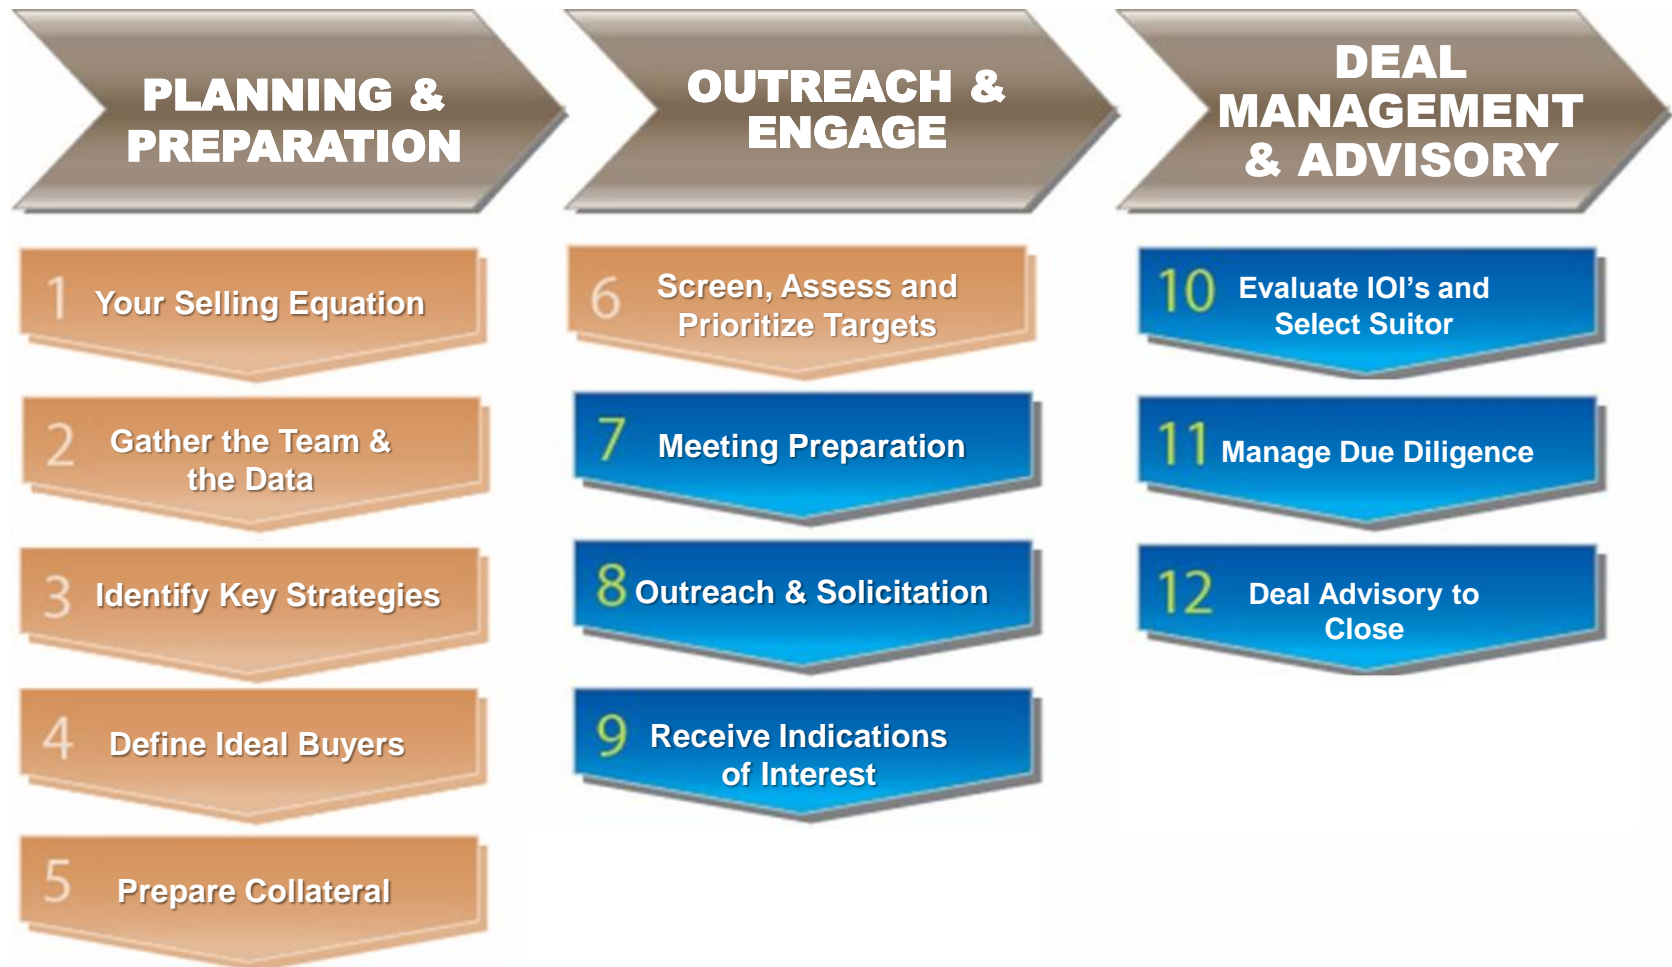 PLANNING &
PREPARATION
OUTREACH &
ENGAGE
DEAL
MANAGEMENT
& ADVISORY
1 Your Selling Equation
2 Gather the Team &
the Data
3 Identify Key Strategies
4 Define Ideal Buyers
5 Prepare Collateral
6 Screen, Assess and
Prioritize Targets
7 Meeting Preparation
8 Outreach & Solicitation
9 Receive Indications
of Interest
10 Evaluate IOI's and
Select Suitor
11 Manage Due Diligence
12 Deal Advisory to
Close